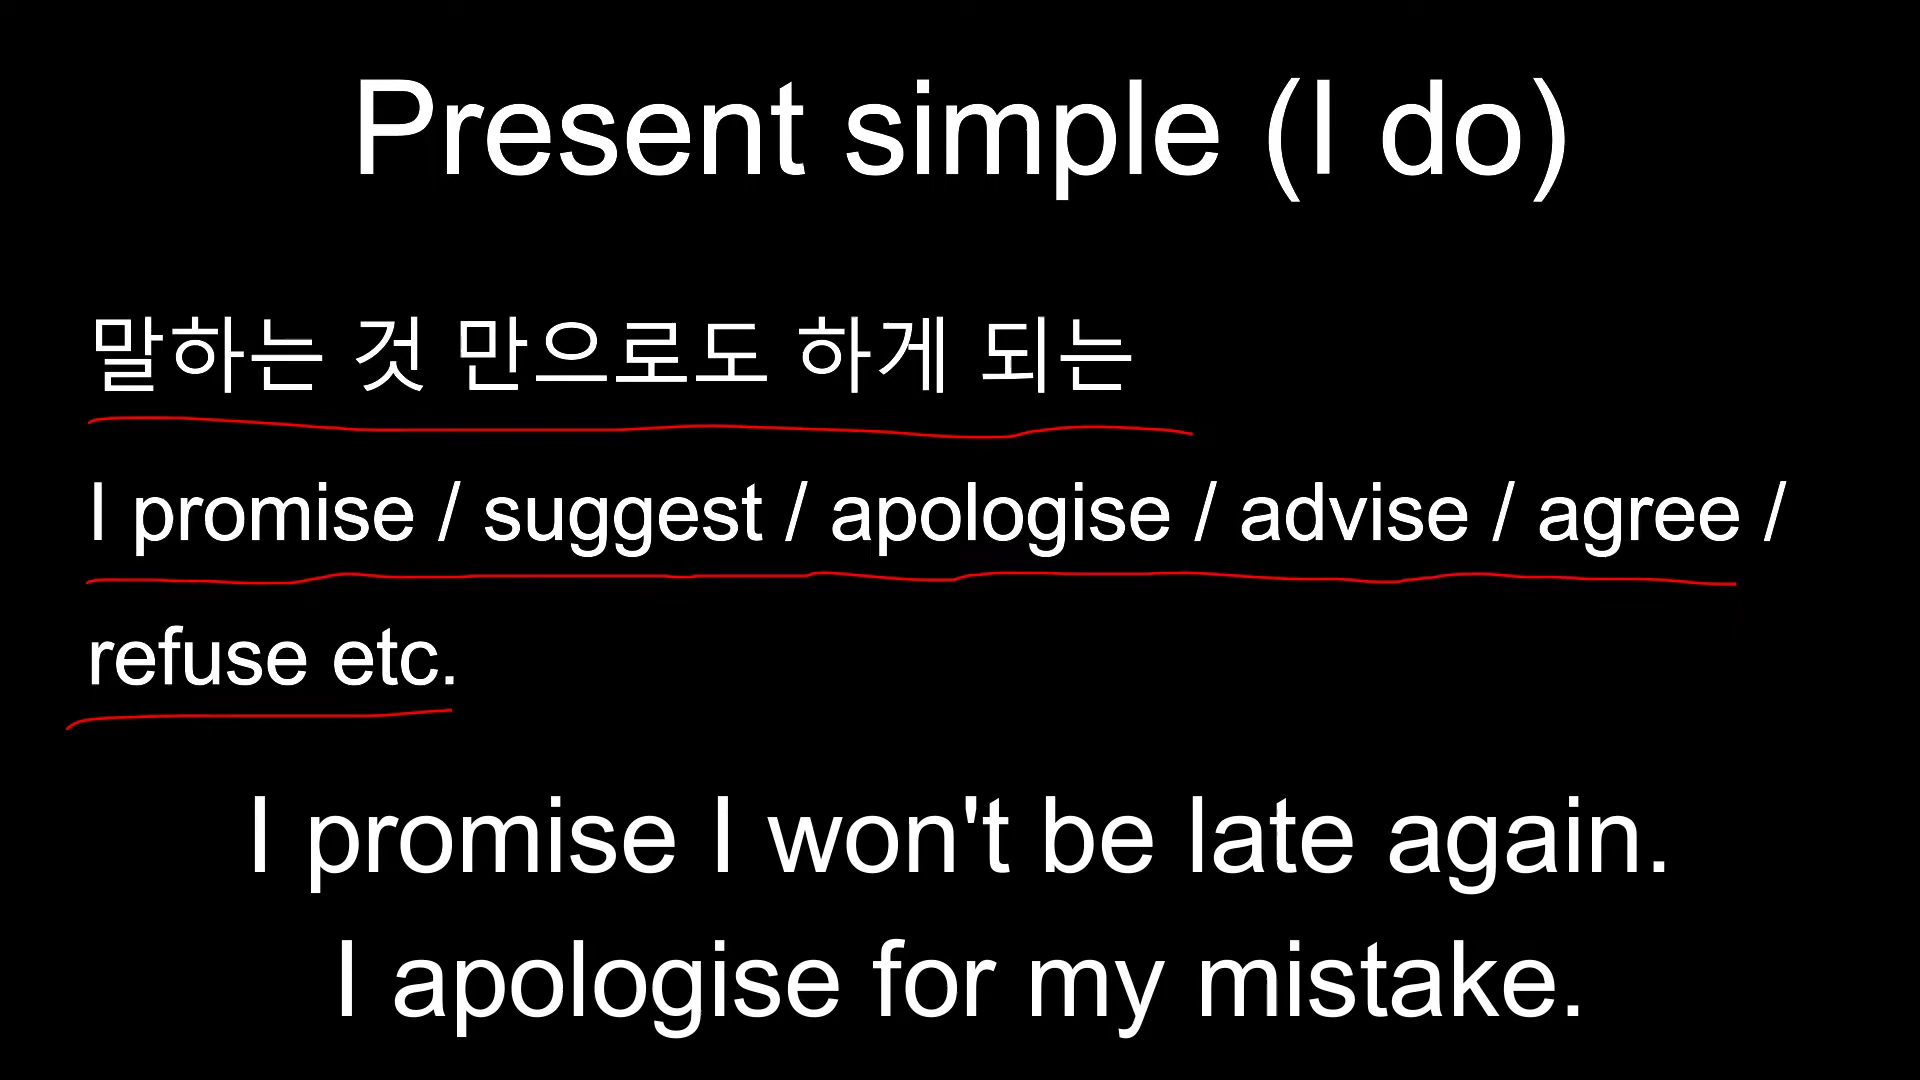 Present simple (I do)
말하는 것 만으로도 하게 되는
I promise / suggest / apologise / advise / agree /
refuse etc.
I promise I won't be late again.
I apologise for my mistake.